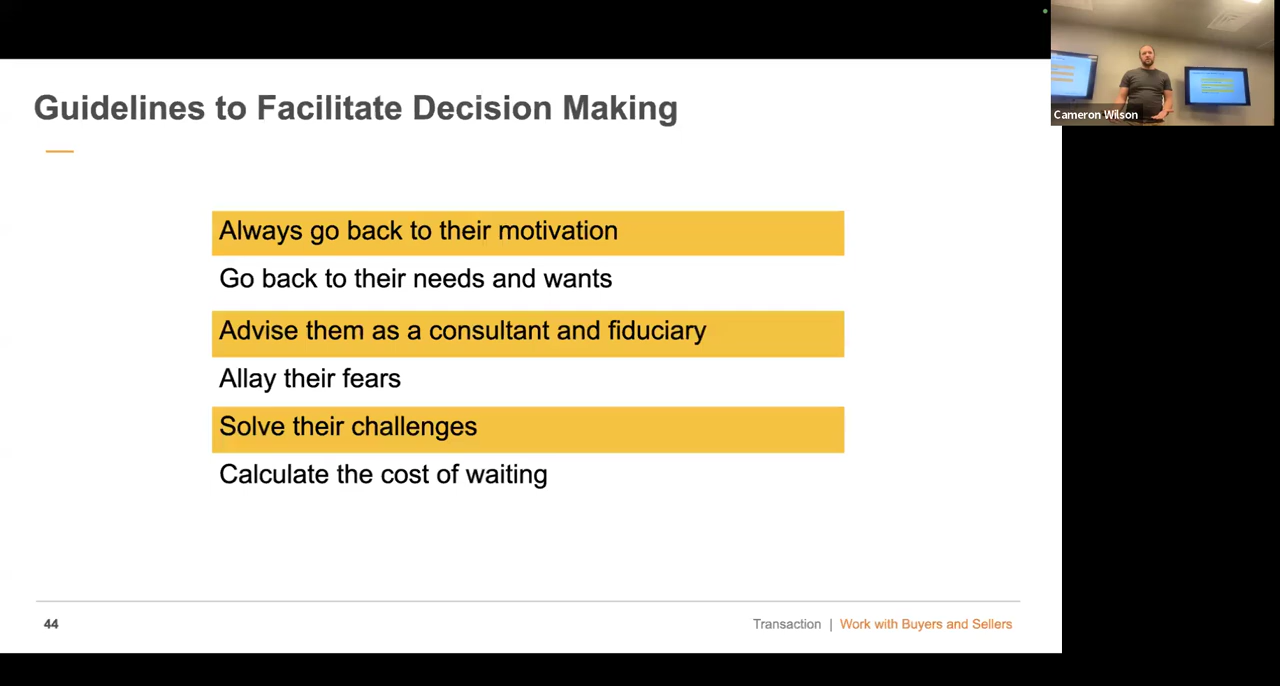 Guidelines to Facilitate Decision Making
Always go back to their motivation
Go back to their needs and wants
Advise them as a consultant and fiduciary
Allay their fears
Solve their challenges
Calculate the cost of waiting
44
Transaction | Work with Buyers and Sellers
Cameron Wilson